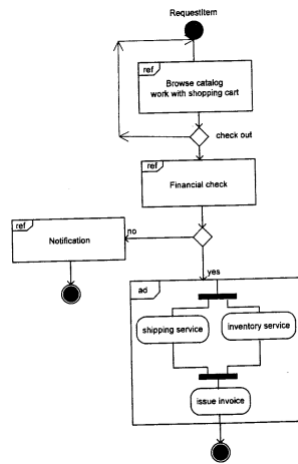 RequestItem
ref
Browse catalog
work with shopping cart
check out
ref
Financial check
ref
Notification
no
yes
ad
shipping service
inventory service
issue invoice